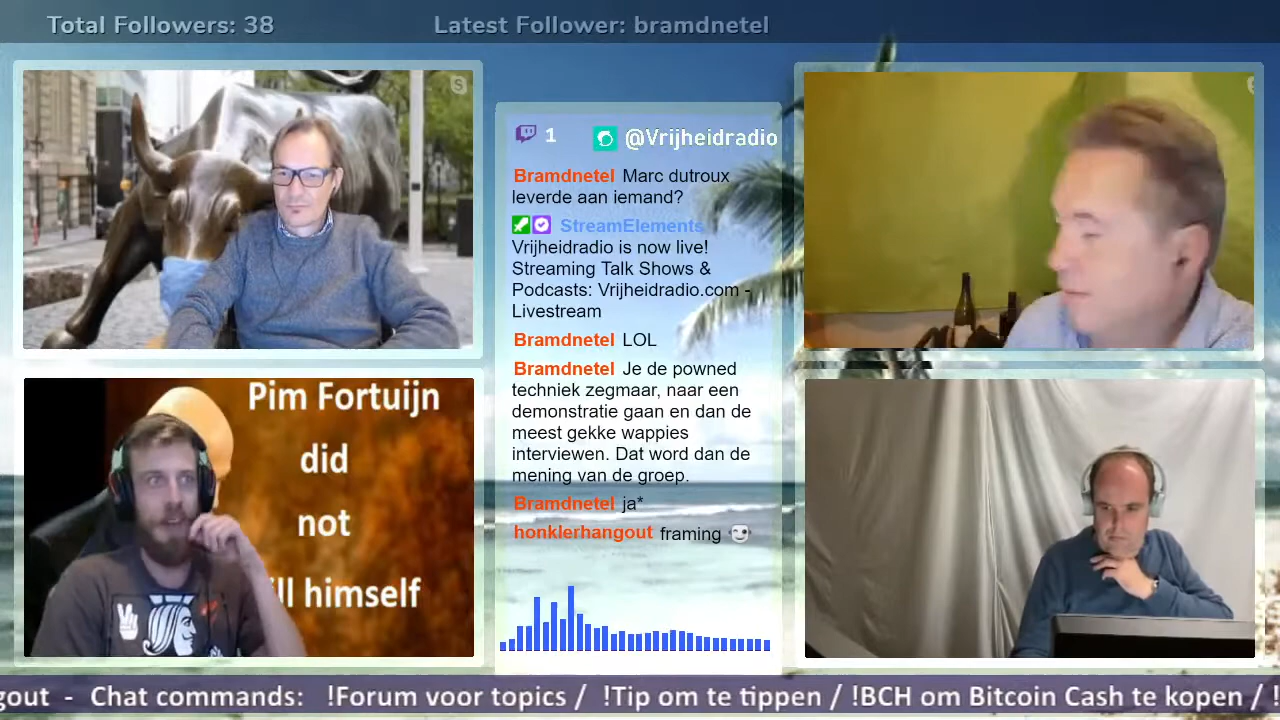 Total Followers: 38
Latest Follower: bramdnetel
1
@Vrijheidradio
Bramdnetel Marc dutroux
leverde aan iemand?
StreamElements
Vrijheidradio is now live!
Streaming Talk Shows &
Podcasts: Vrijheidradio.com -
Livestream
Bramdnetel LOL
Bramdnetel Je de powned
techniek zegmaar, naar een
demonstratie gaan en dan de
meest gekke wappies
interviewen. Dat word dan de
mening van de groep.
Bramdnetel ja*
honklerhangout framing
Pim Fortuijn
did
not
ill himself
gout - Chat commands: !Forum voor topics / !Tip om te tippen / !BCH om Bitcoin Cash te kopen / !